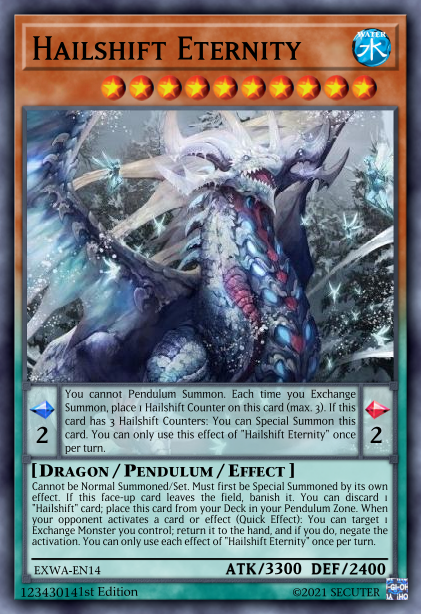 Hailshift Eternity
WATER
水
You cannot Pendulum Summon. Each time you Exchange
Summon, place 1 Hailshift Counter on this card (max. 3). If this
card has 3 Hailshift Counters: You can Special Summon this
card. You can only use this effect of "Hailshift Eternity" once
per turn.
2
2
[ Dragon / Pendulum / Effect ]
Cannot be Normal Summoned/Set. Must first be Special Summoned by its own
effect. If this face-up card leaves the field, banish it. You can discard 1
"Hailshift" card; place this card from your Deck in your Pendulum Zone. When
your opponent activates a card or effect (Quick Effect): You can target 1
Exchange Monster you control; return it to the hand, and if you do, negate
the activation. You can only use each effect of "Hailshift Eternity" once per turn.
EXWA-EN14
ATK/3300 DEF/2400
123430141st Edition
©2021 SECUTER